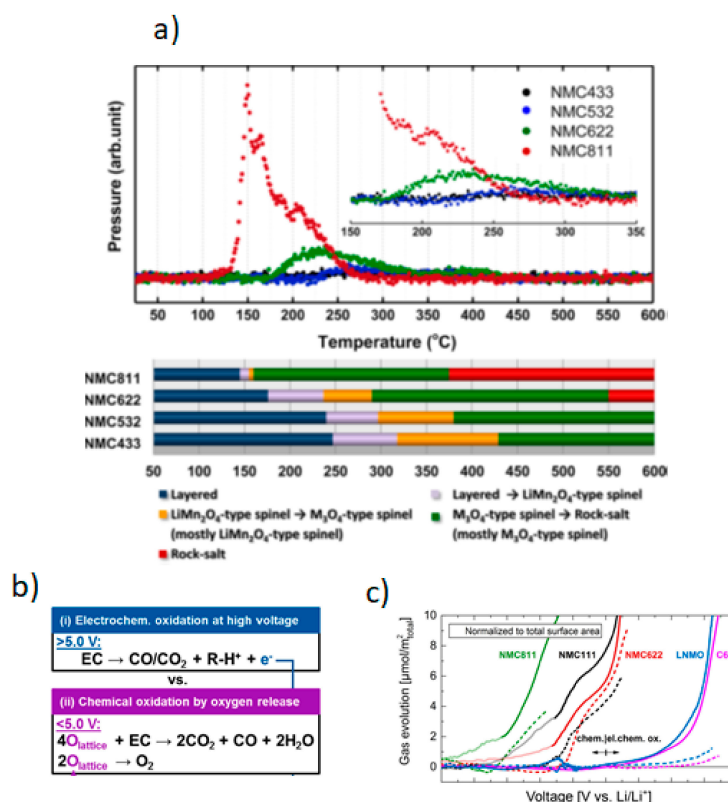 a)
Pressure (arb.unit)
NMC433
NMC532
NMC622
NMC811
150 200 250 300 350
50 100 150 200 250 300 350 400 450 500 550 600
Temperature (°C)
NMC811
NMC622
NMC532
NMC433
50 100 150 200 250 300 350 400 450 500 550 600
Layered
Layered → LiMn2O4-type spinel
LiMn2O4-type spinel → M3O4-type spinel
(mostly LiMn2O4-type spinel)
M3O4-type spinel → Rock-salt
(mostly M3O4-type spinel)
Rock-salt
b)
(i) Electrochem. oxidation at high voltage
>5.0 V:
EC → CO/CO2 + R-H+ + e-
vs.
(ii) Chemical oxidation by oxygen release
<5.0 V:
4Olattice + EC → 2CO2 + CO + 2H2O
2Olattice → O2
c)
Gas evolution [µmol/m²total]
10
8
6
4
2
0
Normalized to total surface area
NMC811
NMC111
NMC622
LNMO
C6
chem.|el.chem. ox.
Voltage [V vs. Li/Li+]